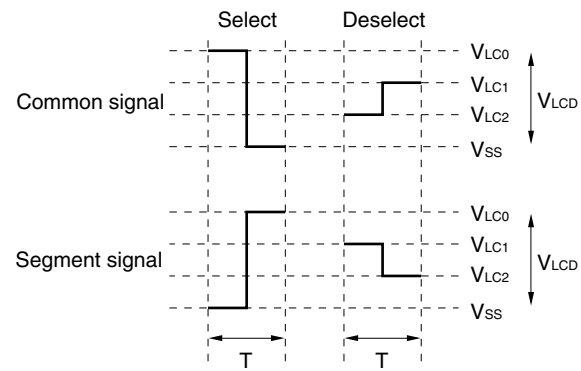 Select Deselect
VLC0
VLC1
Common signal
VLCD
VLC2
VSS
VLC0
VLC1
Segment signal
VLCD
VLC2
VSS
T T